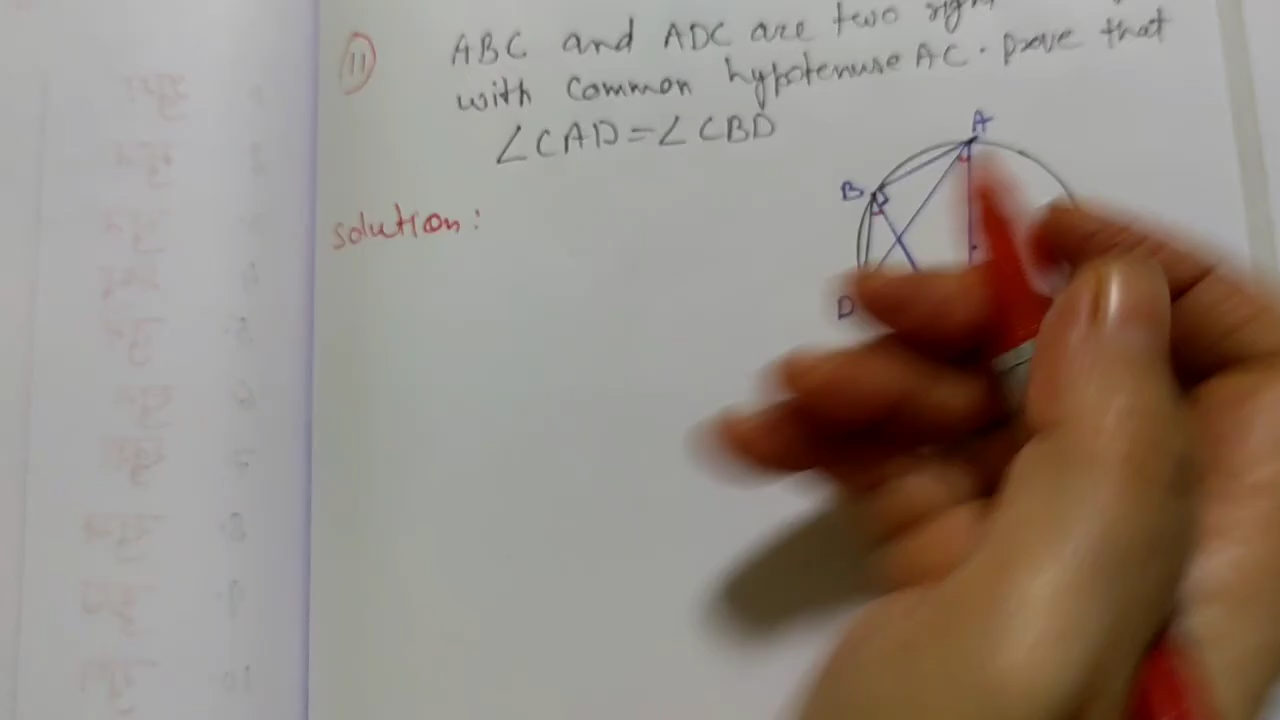 11 ABC and ADC are two
with common hypotenuse AC. prove that
∠CAD=∠CBD
A
B
solution:
D